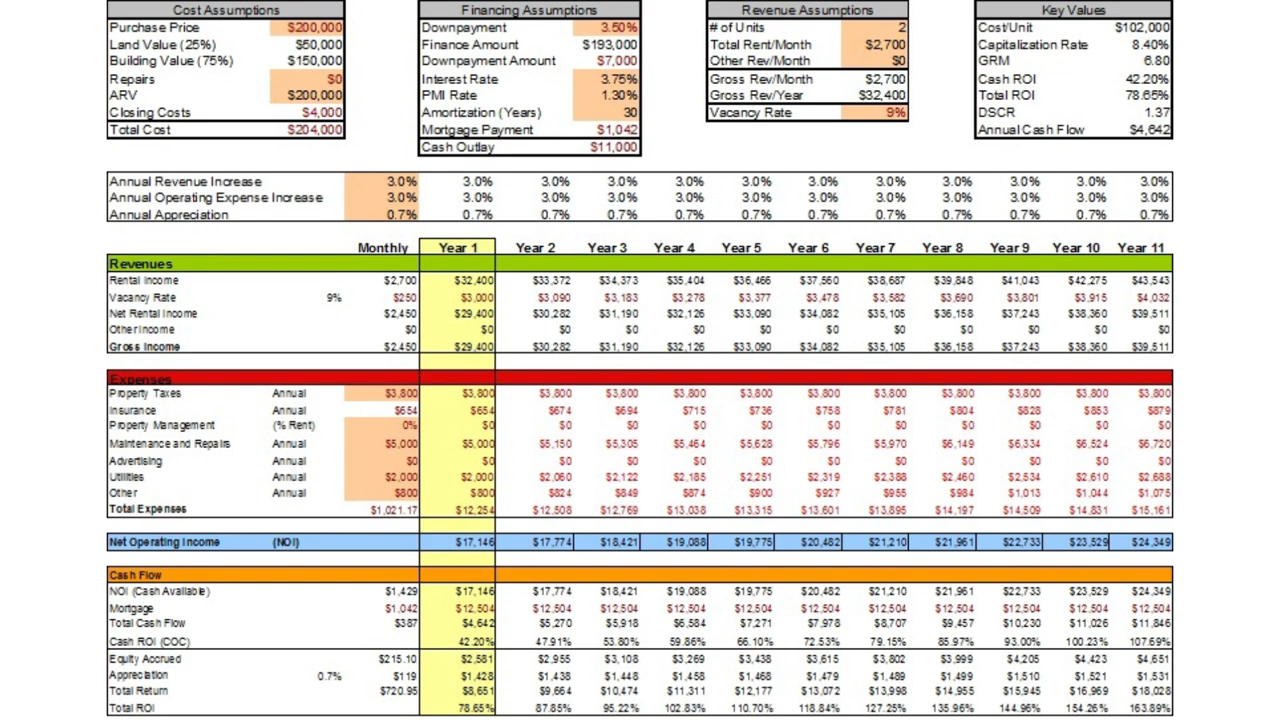 Cost Assumptions Financing Assumptions Revenue Assumptions Key Values
Purchase Price $200,000 Downpayment 3.50% # of Units 2 Cost/Unit $102,000
Land Value (25%) $50,000 Finance Amount $193,000 Total Rent/Month $2,700 Capitalization Rate 8.40%
Building Value (75%) $150,000 Downpayment Amount $7,000 Other Rev/Month $0 GRM 6.80
Repairs $0 Interest Rate 3.75% Gross Rev/Month $2,700 Cash ROI 42.20%
ARV $200,000 PMI Rate 1.30% Gross Rev/Year $32,400 Total ROI 78.65%
Closing Costs $4,000 Amortization (Years) 30 Vacancy Rate 9% DSCR 1.37
Total Cost $204,000 Mortgage Payment $1,042 Annual Cash Flow $4,642
Cash Outlay $11,000
Annual Revenue Increase 3.0% 3.0% 3.0% 3.0% 3.0% 3.0% 3.0% 3.0% 3.0% 3.0% 3.0% 3.0%
Annual Operating Expense Increase 3.0% 3.0% 3.0% 3.0% 3.0% 3.0% 3.0% 3.0% 3.0% 3.0% 3.0% 3.0%
Annual Appreciation 0.7% 0.7% 0.7% 0.7% 0.7% 0.7% 0.7% 0.7% 0.7% 0.7% 0.7% 0.7%
Monthly Year 1 Year 2 Year 3 Year 4 Year 5 Year 6 Year 7 Year 8 Year 9 Year 10 Year 11
Revenues
Rental Income $2,700 $32,400 $33,372 $34,373 $35,404 $36,466 $37,560 $38,687 $39,848 $41,043 $42,275 $43,543
Vacancy Rate 9% $250 $3,000 $3,090 $3,183 $3,278 $3,377 $3,478 $3,582 $3,690 $3,801 $3,915 $4,032
Net Rental Income $2,450 $29,400 $30,282 $31,190 $32,126 $33,090 $34,082 $35,105 $36,158 $37,243 $38,360 $39,511
Other Income $0 $0 $0 $0 $0 $0 $0 $0 $0 $0 $0 $0
Gross Income $2,450 $29,400 $30,282 $31,190 $32,126 $33,090 $34,082 $35,105 $36,158 $37,243 $38,360 $39,511
Expenses
Property Taxes Annual $3,800 $3,800 $3,800 $3,800 $3,800 $3,800 $3,800 $3,800 $3,800 $3,800 $3,800 $3,800
Insurance Annual $654 $654 $674 $694 $715 $736 $758 $781 $804 $828 $853 $879
Property Management (% Rent) 0% $0 $0 $0 $0 $0 $0 $0 $0 $0 $0 $0
Maintenance and Repairs Annual $5,000 $5,000 $5,150 $5,305 $5,464 $5,628 $5,796 $5,970 $6,149 $6,334 $6,524 $6,720
Advertising Annual $0 $0 $0 $0 $0 $0 $0 $0 $0 $0 $0 $0
Utilities Annual $2,000 $2,000 $2,060 $2,122 $2,185 $2,251 $2,319 $2,388 $2,460 $2,534 $2,610 $2,688
Other Annual $800 $800 $824 $849 $874 $900 $927 $955 $984 $1,013 $1,044 $1,075
Total Expenses $1,021.17 $12,254 $12,508 $12,769 $13,038 $13,315 $13,601 $13,895 $14,197 $14,509 $14,831 $15,161
Net Operating Income (NOI) $17,146 $17,774 $18,421 $19,088 $19,775 $20,482 $21,210 $21,961 $22,733 $23,529 $24,349
Cash Flow
NOI (Cash Available) $1,429 $17,146 $17,774 $18,421 $19,088 $19,775 $20,482 $21,210 $21,961 $22,733 $23,529 $24,349
Mortgage $1,042 $12,504 $12,504 $12,504 $12,504 $12,504 $12,504 $12,504 $12,504 $12,504 $12,504 $12,504
Total Cash Flow $387 $4,642 $5,270 $5,918 $6,584 $7,271 $7,978 $8,707 $9,457 $10,230 $11,026 $11,846
Cash ROI (COC) 42.20% 47.91% 53.80% 59.86% 66.10% 72.53% 79.15% 85.97% 93.00% 100.23% 107.69%
Equity Accrued $215.10 $2,581 $2,955 $3,108 $3,269 $3,438 $3,615 $3,802 $3,999 $4,205 $4,423 $4,651
Appreciation 0.7% $119 $1,428 $1,438 $1,448 $1,458 $1,468 $1,479 $1,489 $1,499 $1,510 $1,521 $1,531
Total Return $720.95 $8,651 $9,664 $10,474 $11,311 $12,177 $13,072 $13,998 $14,955 $15,945 $16,969 $18,028
Total ROI 78.65% 87.85% 95.22% 102.83% 110.70% 118.84% 127.25% 135.96% 144.96% 154.26% 163.89%